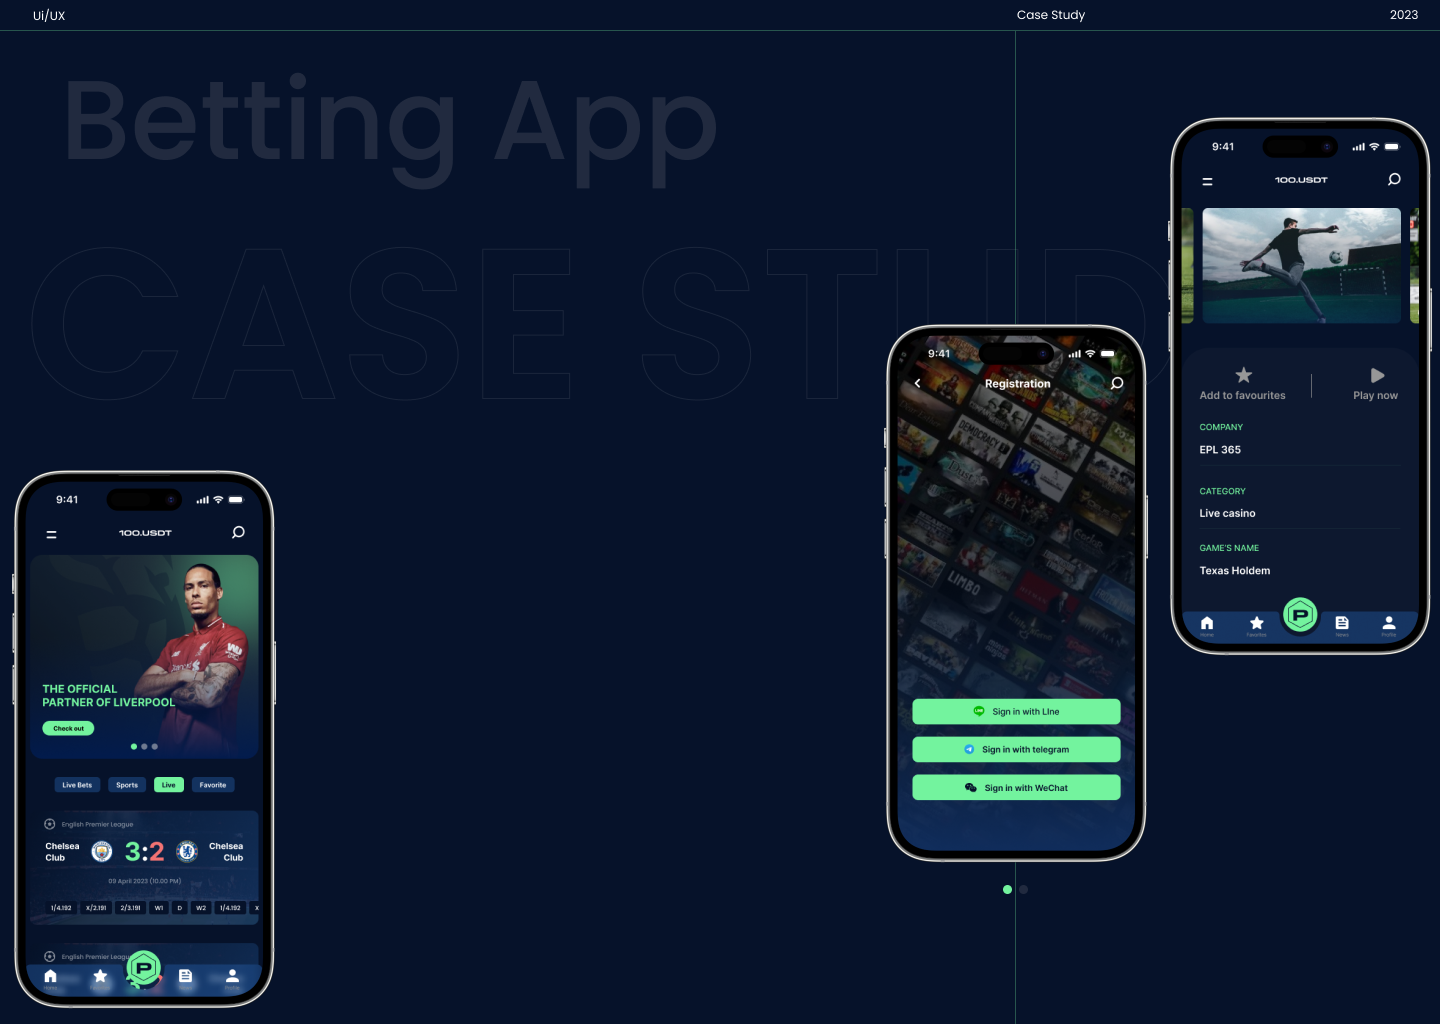 Ui/UX
Case Study
2023
Betting App
CASE STUD
9:41
100.USDT
THE OFFICIAL
PARTNER OF LIVERPOOL
Check out
Live Bets
Sports
Live
Favorite
English Premier League
Chelsea
Club
3:2
Chelsea
Club
09 April 2023 (10.00 PM)
1/4.192
X/2.191
2/3.191
W1
D
W2
1/4.192
X
English Premier League
P
9:41
Registration
DEMOCRACY
LIMBO
Sign in with LIne
Sign in with telegram
Sign in with WeChat
9:41
100.USDT
Add to favourites
Play now
COMPANY
EPL 365
CATEGORY
Live casino
GAME'S NAME
Texas Holdem
P
Home
Favorites
News
Profile